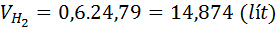 V_{H_2} = 0,6.24,79 = 14,874 (lít)